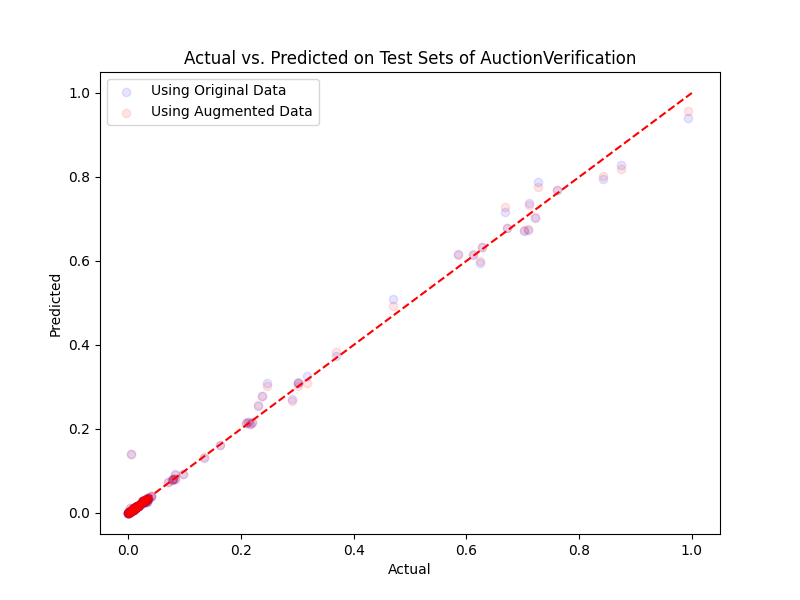 Actual vs. Predicted on Test Sets of AuctionVerification
Using Original Data
Using Augmented Data
1.0
0.8
0.6
0.4
0.2
0.0
Predicted
0.0 0.2 0.4 0.6 0.8 1.0
Actual